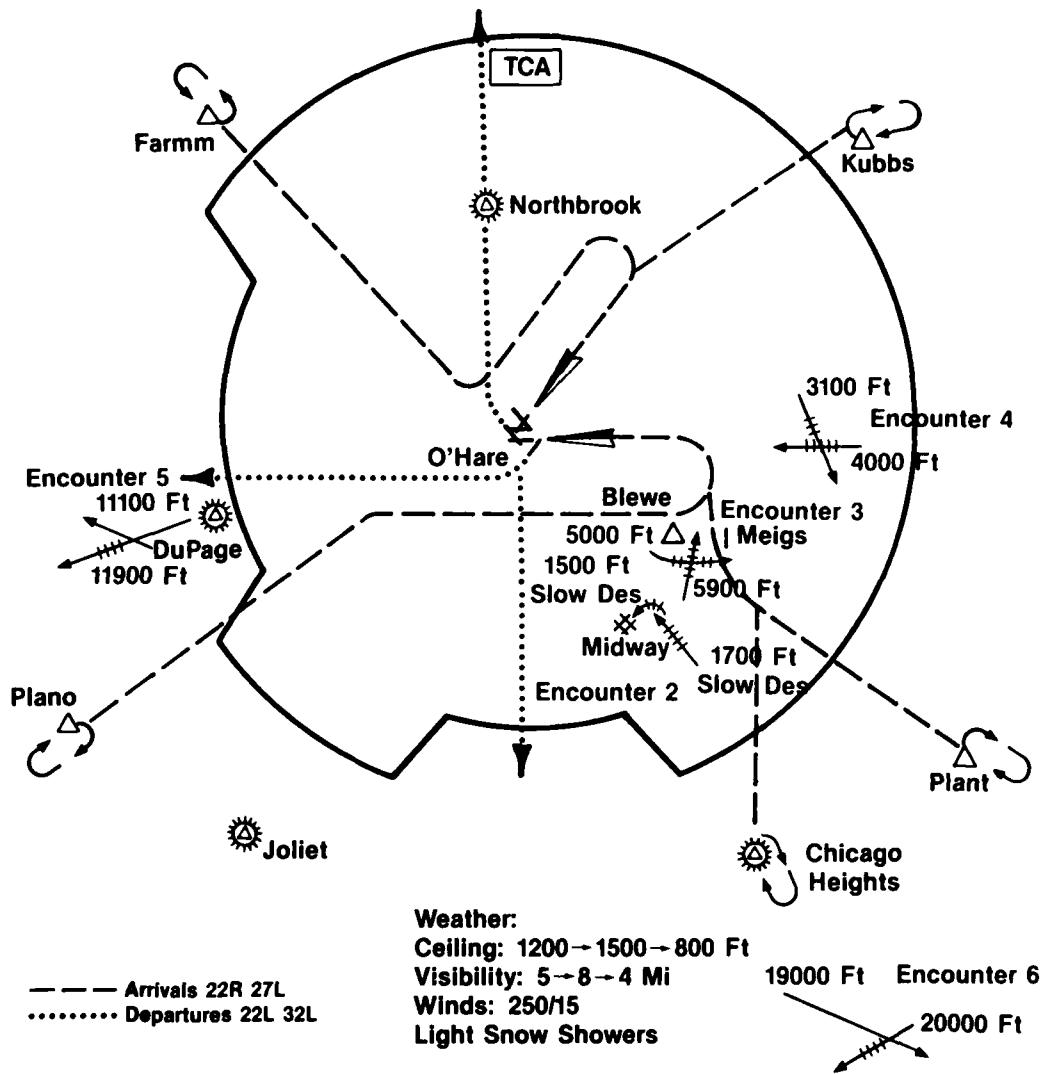 TCA
Farmm
Kubbs
Northbrook
3100 Ft
Encounter 4
4000 Ft
O'Hare
Encounter 5
11100 Ft
DuPage
11900 Ft
Blewe
Encounter 3
Meigs
5000 Ft
1500 Ft
Slow Des
5900 Ft
Midway
1700 Ft
Slow Des
Encounter 2
Plano
Plant
Joliet
Chicago
Heights
Weather:
Ceiling: 1200→1500→800 Ft
Visibility: 5→8→4 Mi
Winds: 250/15
Light Snow Showers
Arrivals 22R 27L
Departures 22L 32L
19000 Ft
Encounter 6
20000 Ft